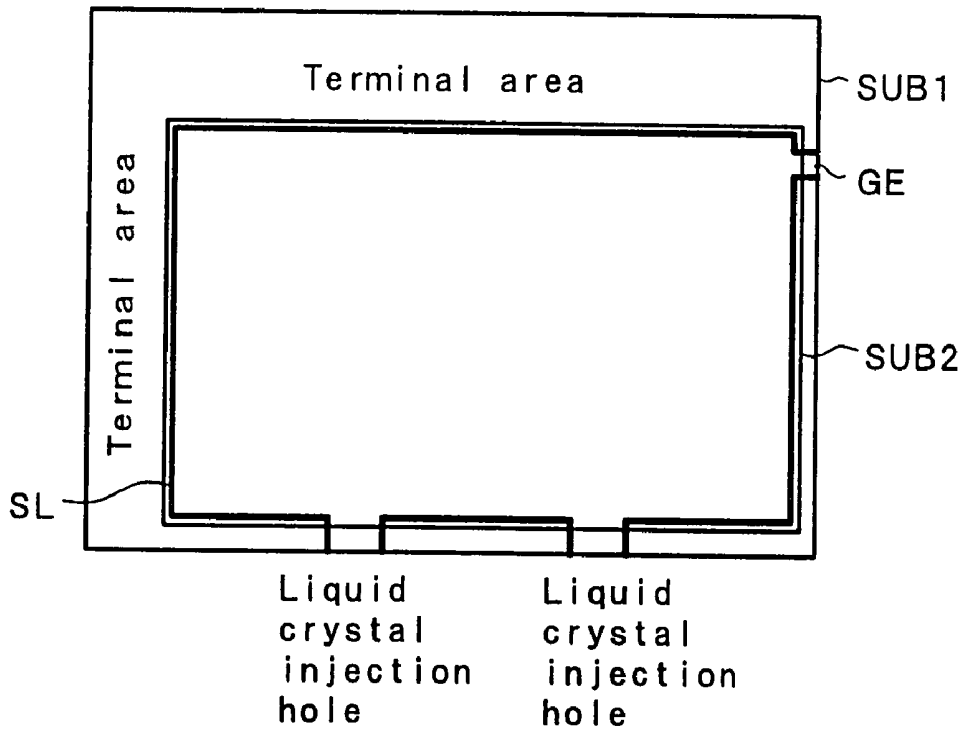 Terminal area
SUB1
GE
Terminal area
SUB2
SL
Liquid
crystal
injection
hole
Liquid
crystal
injection
hole